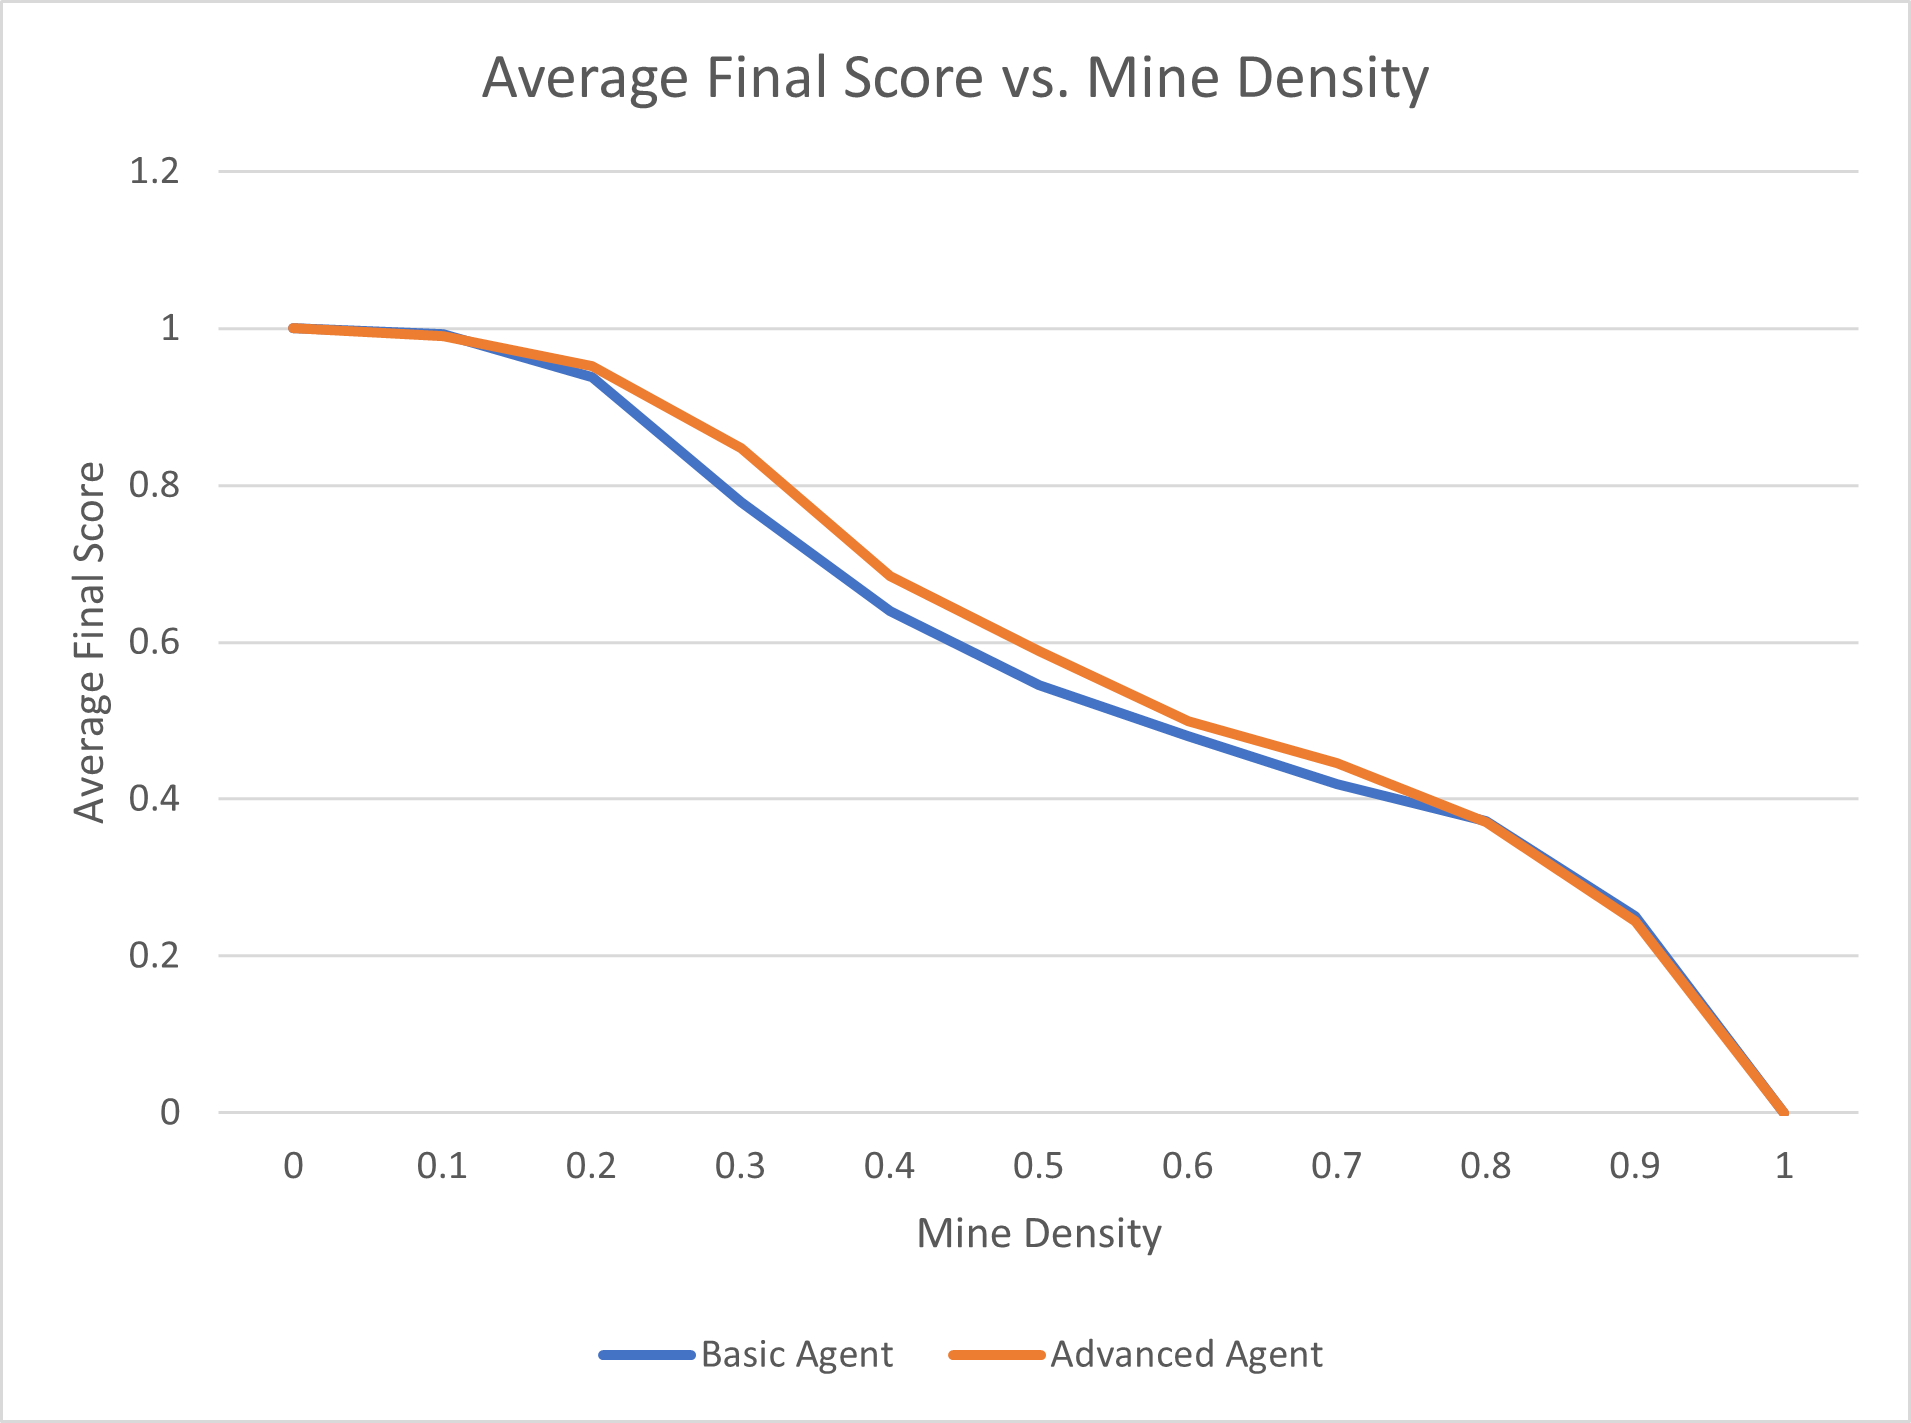 Average Final Score vs. Mine Density
1.2
1
0.8
0.6
0.4
0.2
0
Average Final Score
0 0.1 0.2 0.3 0.4 0.5 0.6 0.7 0.8 0.9 1
Mine Density
Basic Agent Advanced Agent